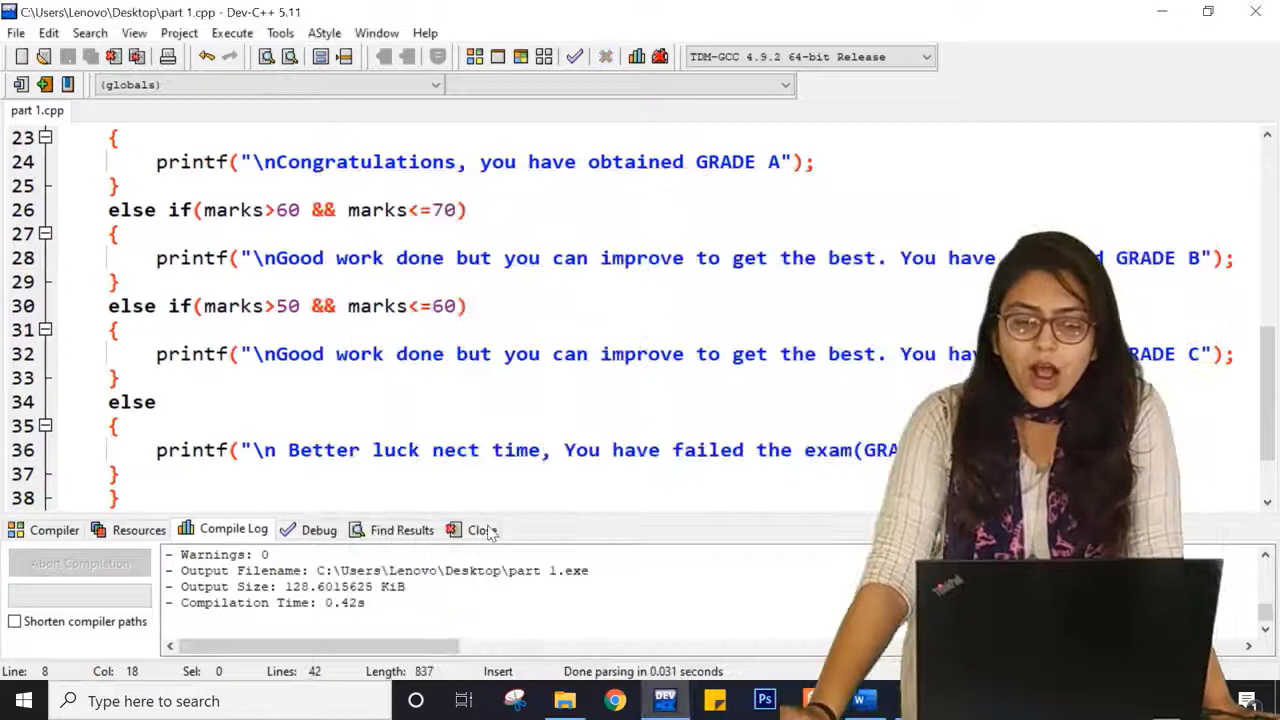 C:\Users\Lenovo\Desktop\part 1.cpp - Dev-C++ 5.11
File Edit Search View Project Execute Tools AStyle Window Help
TDM-GCC 4.9.2 64-bit Release
(globals)
part 1.cpp
23 {
24 printf("\nCongratulations, you have obtained GRADE A");
25 }
26 else if(marks>60 && marks<=70)
27 {
28 printf("\nGood work done but you can improve to get the best. You have GRADE B");
29 }
30 else if(marks>50 && marks<=60)
31 {
32 printf("\nGood work done but you can improve to get the best. You GRADE C");
33 }
34 else
35 {
36 printf("\n Better luck nect time, You have failed the exam(
37 }
38 }
Compiler Resources Compile Log Debug Find Results Close
Abort Compilation
Shorten compiler paths
- Warnings: 0
- Output Filename: C:\Users\Lenovo\Desktop\part 1.exe
- Output Size: 128.6015625 KiB
- Compilation Time: 0.42s
Line: 8 Col: 18 Sel: 0 Lines: 42 Length: 837 Insert Done parsing in 0.031 seconds
Type here to search
DEV
Ps
ThinkPad